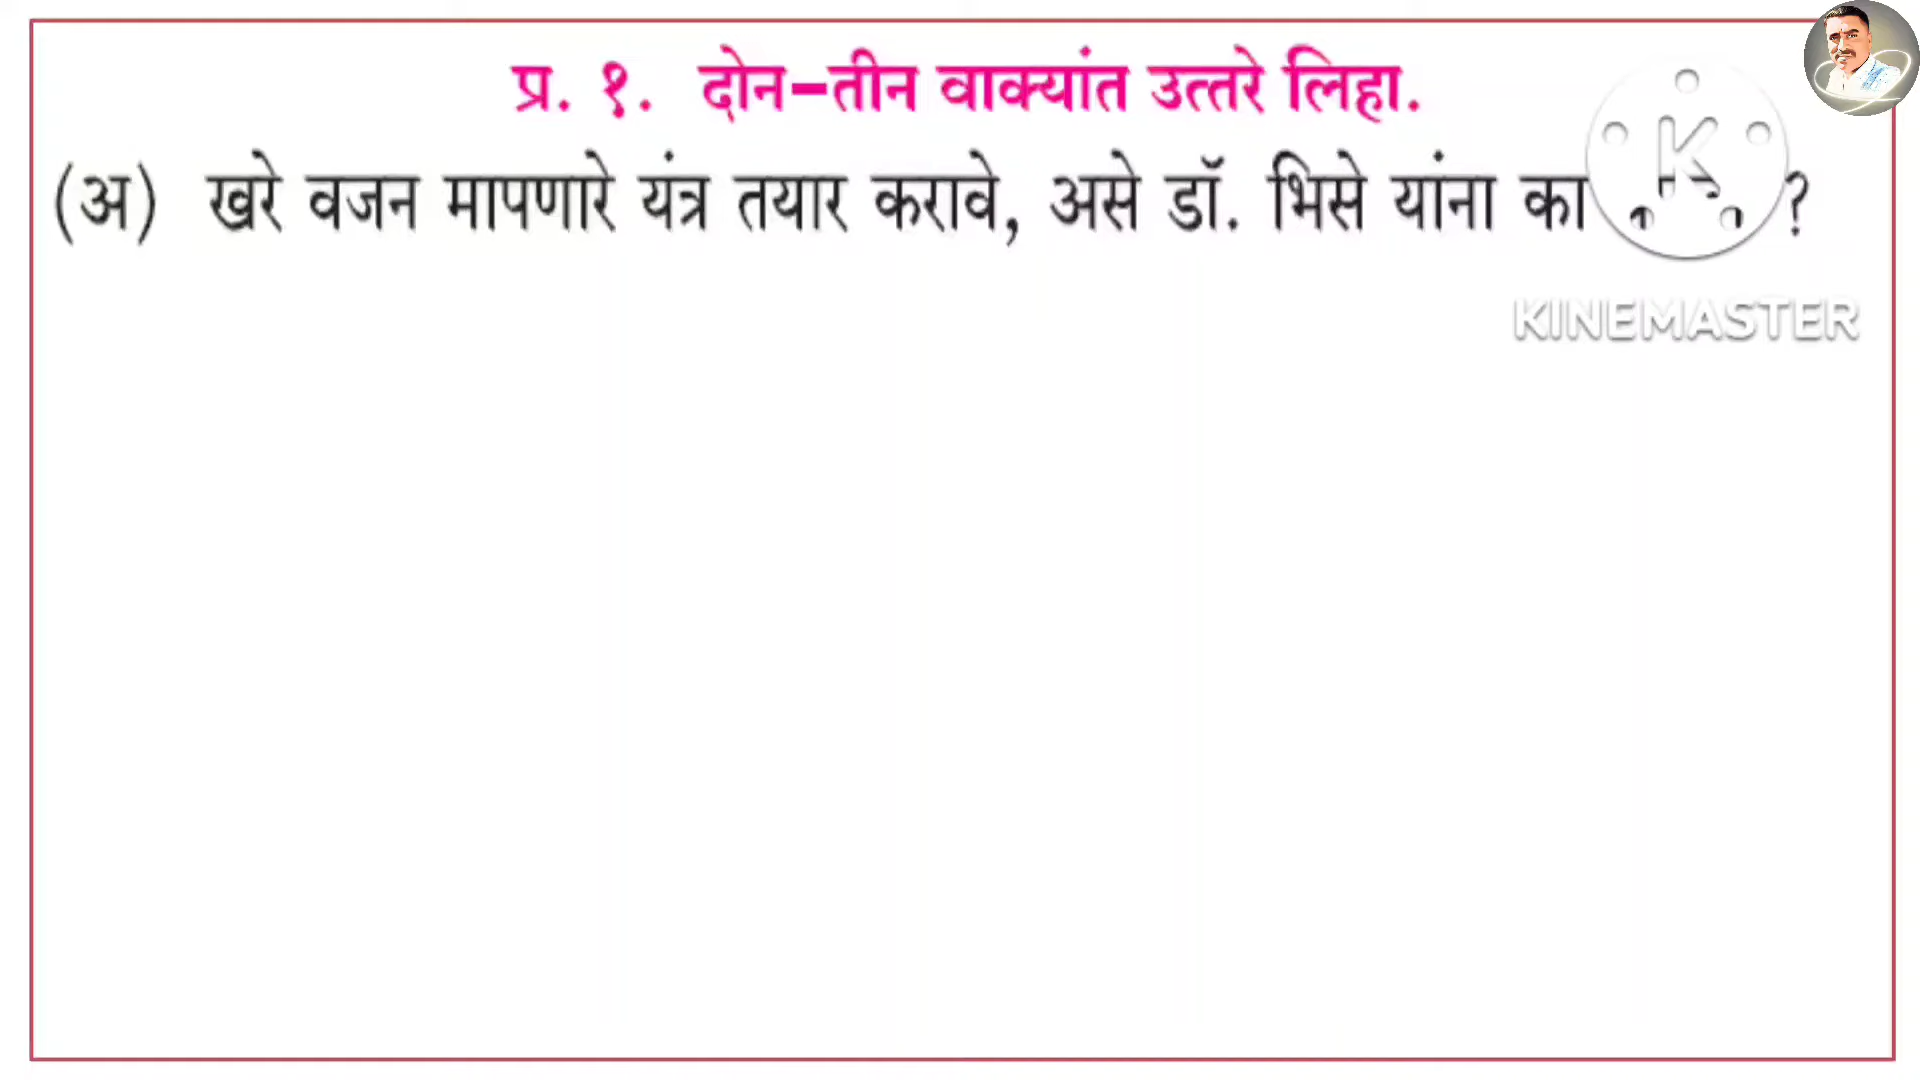 प्र. १. दोन-तीन वाक्यांत उत्तरे लिहा.
(अ) खरे वजन मापणारे यंत्र तयार करावे, असे डॉ. भिसे यांना का ?
K
KINEMASTER